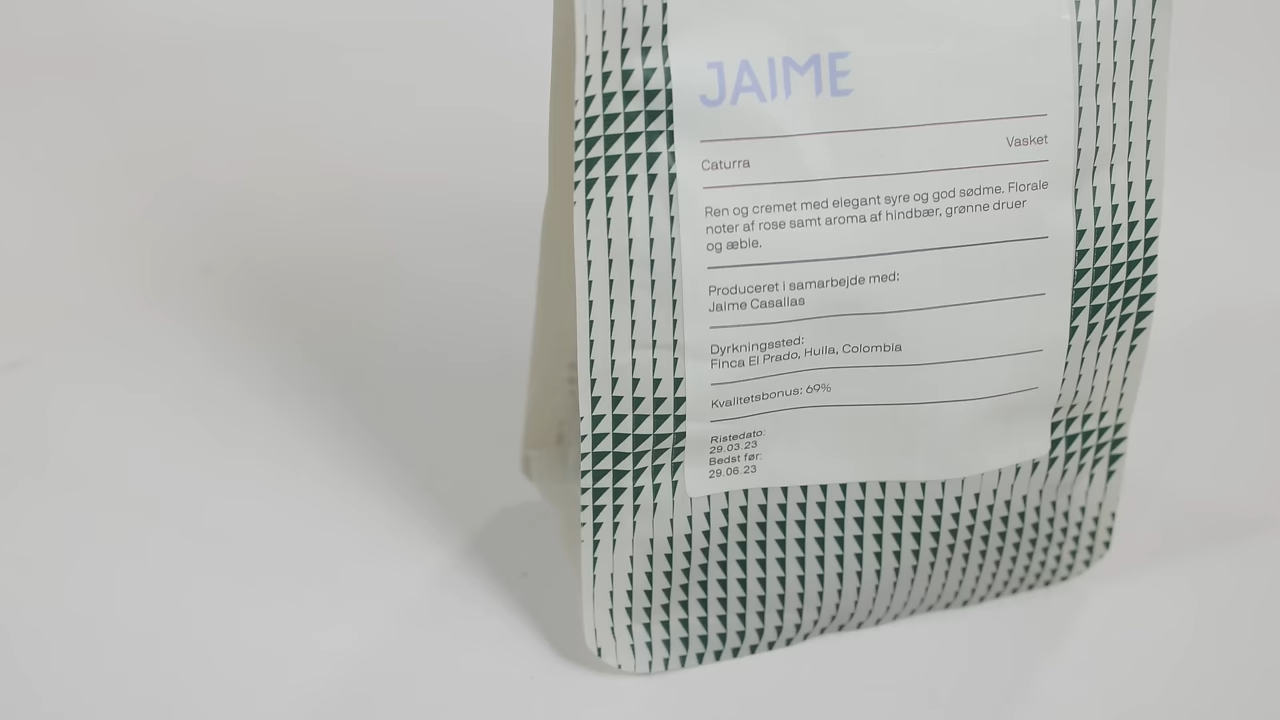 JAIME
Caturra
Vasket
Ren og cremet med elegant syre og god sødme. Florale
noter af rose samt aroma af hindbær, grønne druer
og æble.
Produceret i samarbejde med:
Jaime Casallas
Dyrkningssted:
Finca El Prado, Huila, Colombia
Kvalitetsbonus: 69%
Ristedato:
29.03.23
Bedst før:
29.06.23